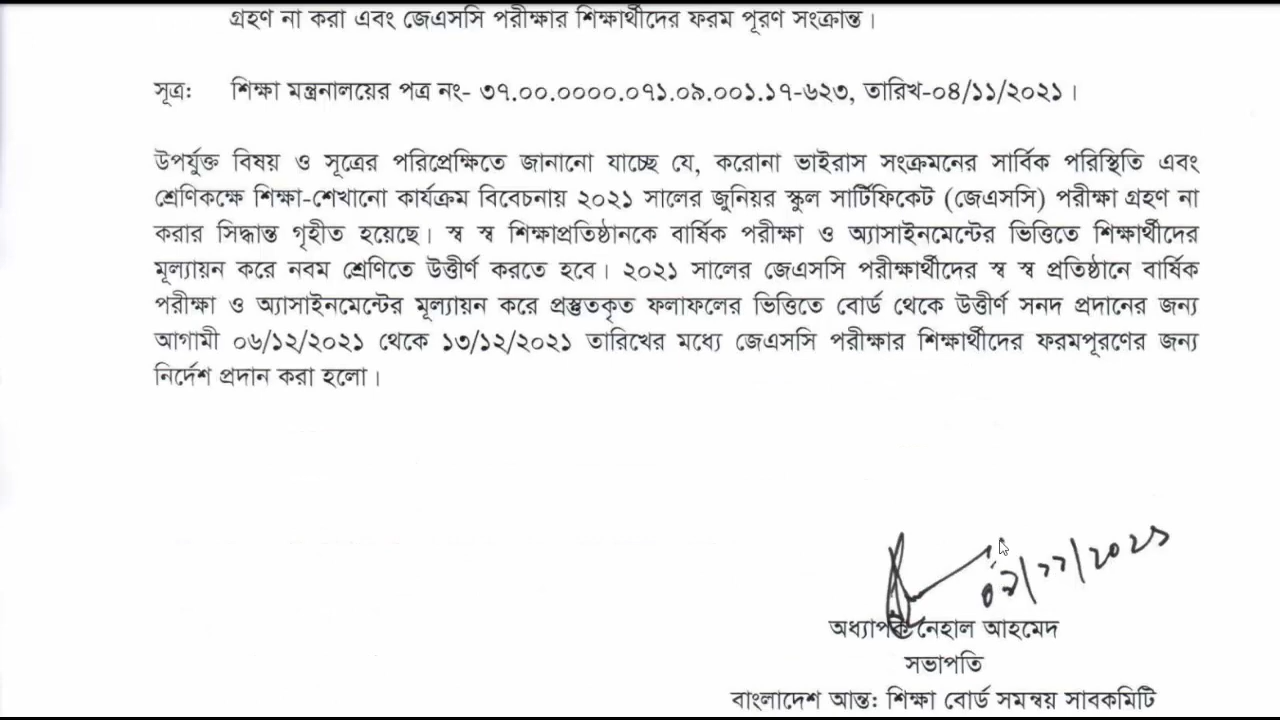 গ্রহণ না করা এবং জেএসসি পরীক্ষার শিক্ষার্থীদের ফরম পূরণ সংক্রান্ত।
সূত্র: শিক্ষা মন্ত্রনালয়ের পত্র নং- ৩৭.০০.০০০০.০৭১.০৯.০০১.১৭-৬২৩, তারিখ-০৪/১১/২০২১।
উপর্যুক্ত বিষয় ও সূত্রের পরিপ্রেক্ষিতে জানানো যাচ্ছে যে, করোনা ভাইরাস সংক্রমনের সার্বিক পরিস্থিতি এবং
শ্রেণিকক্ষে শিক্ষা-শেখানো কার্যক্রম বিবেচনায় ২০২১ সালের জুনিয়র স্কুল সার্টিফিকেট (জেএসসি) পরীক্ষা গ্রহণ না
করার সিদ্ধান্ত গৃহীত হয়েছে। স্ব স্ব শিক্ষাপ্রতিষ্ঠানকে বার্ষিক পরীক্ষা ও অ্যাসাইনমেন্টের ভিত্তিতে শিক্ষার্থীদের
মূল্যায়ন করে নবম শ্রেণিতে উত্তীর্ণ করতে হবে। ২০২১ সালের জেএসসি পরীক্ষার্থীদের স্ব স্ব প্রতিষ্ঠানে বার্ষিক
পরীক্ষা ও অ্যাসাইনমেন্টের মূল্যায়ন করে প্রস্তুতকৃত ফলাফলের ভিত্তিতে বোর্ড থেকে উত্তীর্ণ সনদ প্রদানের জন্য
আগামী ০৬/১২/২০২১ থেকে ১৩/১২/২০২১ তারিখের মধ্যে জেএসসি পরীক্ষার শিক্ষার্থীদের ফরমপূরণের জন্য
নির্দেশ প্রদান করা হলো।
অধ্যাপক নেহাল আহমেদ
সভাপতি
বাংলাদেশ আন্ত: শিক্ষা বোর্ড সমন্বয় সাবকমিটি